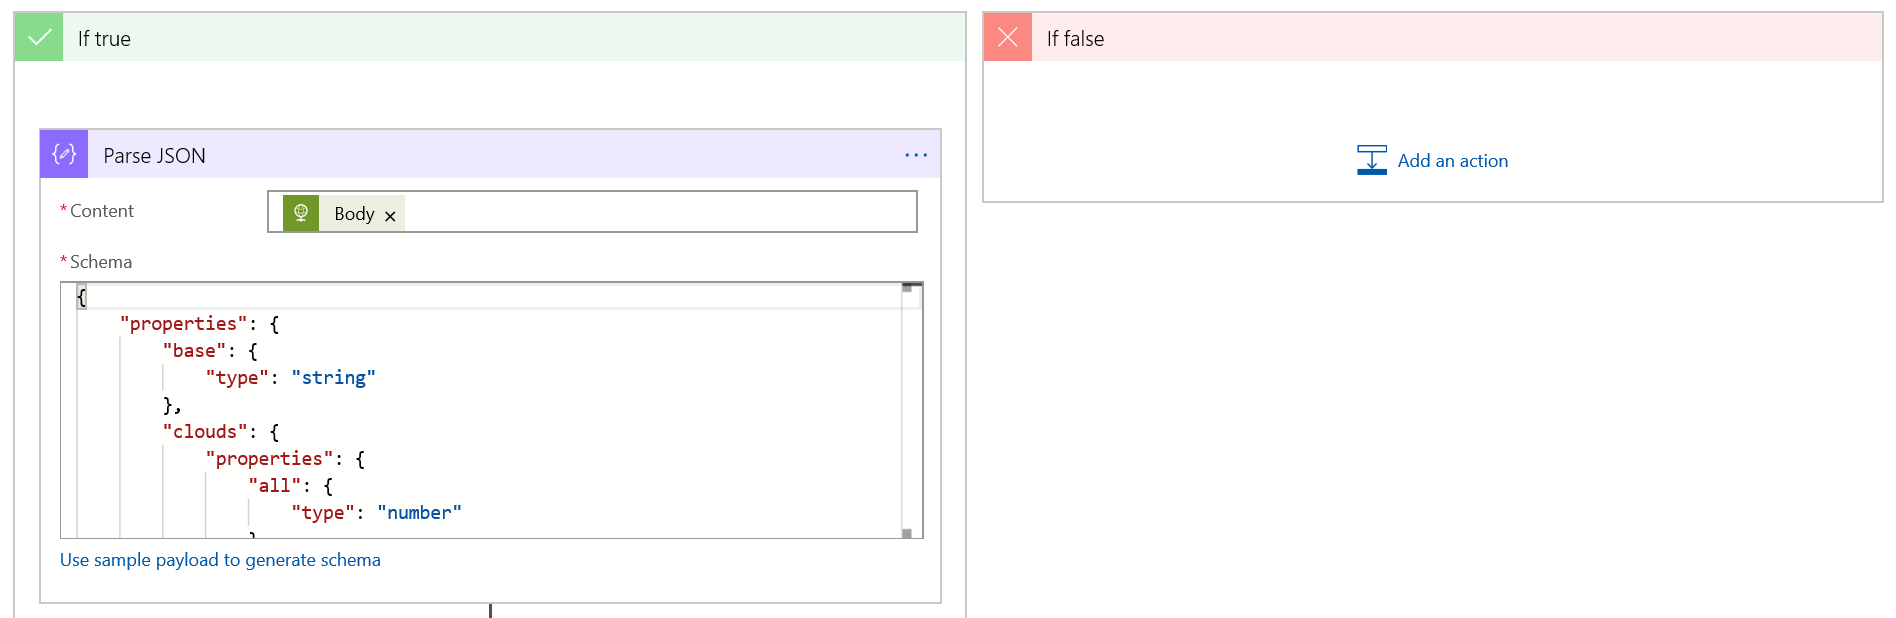 If true
If false
Parse JSON
Add an action
* Content
Body
* Schema
{
"properties": {
"base": {
"type": "string"
},
"clouds": {
"properties": {
"all": {
"type": "number"
}
Use sample payload to generate schema